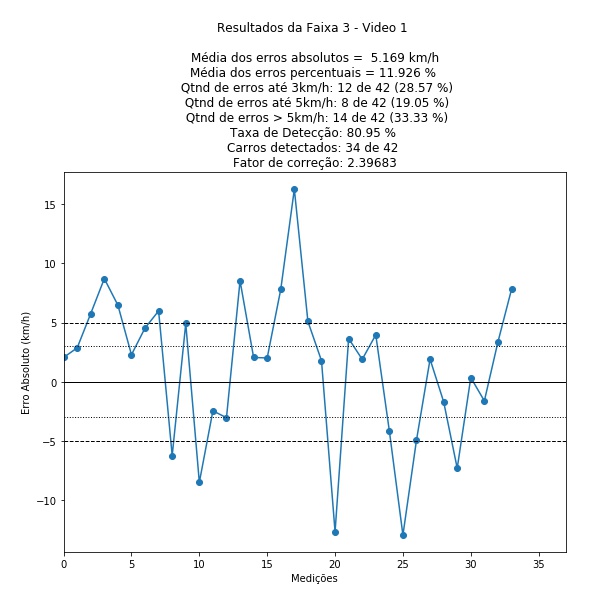 Resultados da Faixa 3 - Video 1
Média dos erros absolutos =  5.169 km/h
Média dos erros percentuais = 11.926 %
Qtnd de erros até 3km/h: 12 de 42 (28.57 %)
Qtnd de erros até 5km/h: 8 de 42 (19.05 %)
Qtnd de erros > 5km/h: 14 de 42 (33.33 %)
Taxa de Detecção: 80.95 %
Carros detectados: 34 de 42
Fator de correção: 2.39683
Erro Absoluto (km/h)
15
10
5
0
−5
−10
0 5 10 15 20 25 30 35
Medições